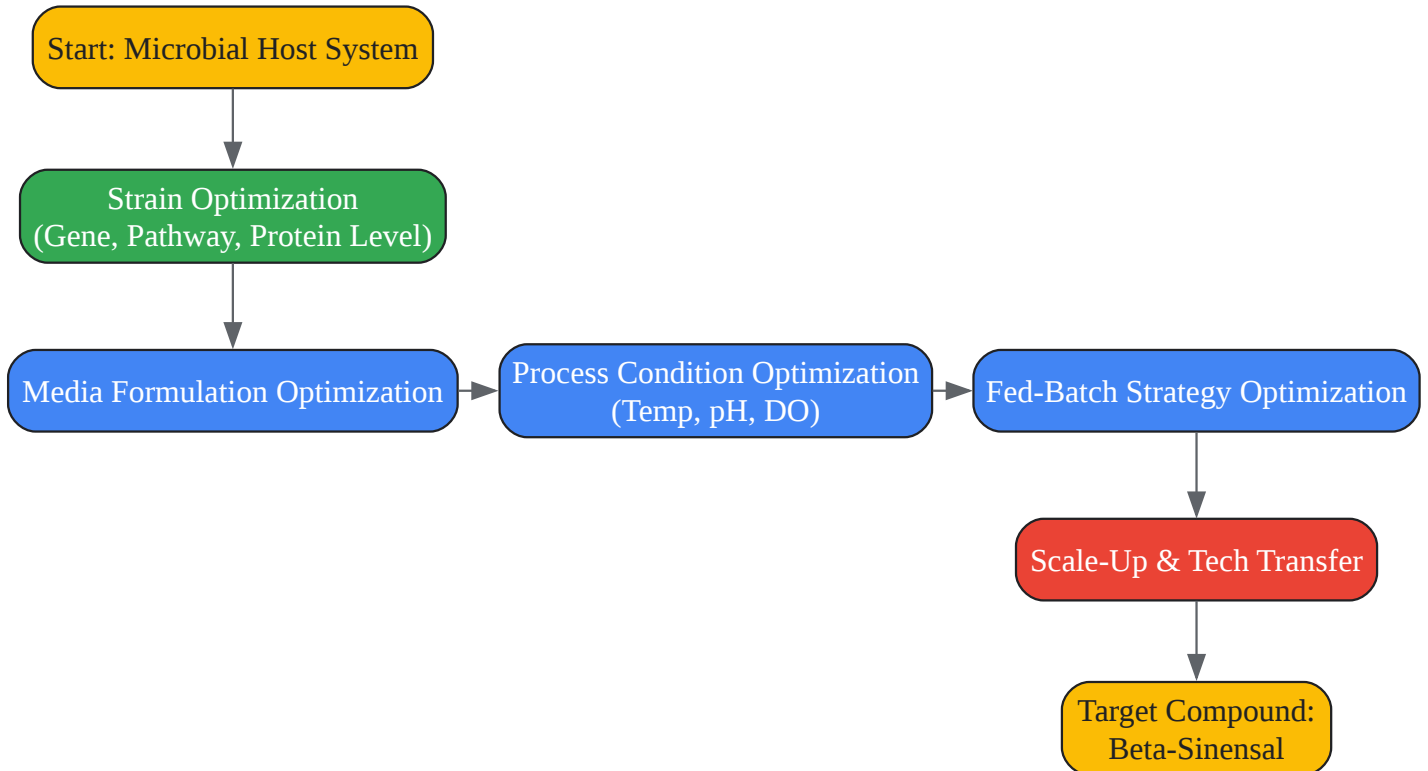 Start: Microbial Host System
Strain Optimization
(Gene, Pathway, Protein Level)
Media Formulation Optimization
Process Condition Optimization
(Temp, pH, DO)
Fed-Batch Strategy Optimization
Scale-Up & Tech Transfer
Target Compound:
Beta-Sinensal